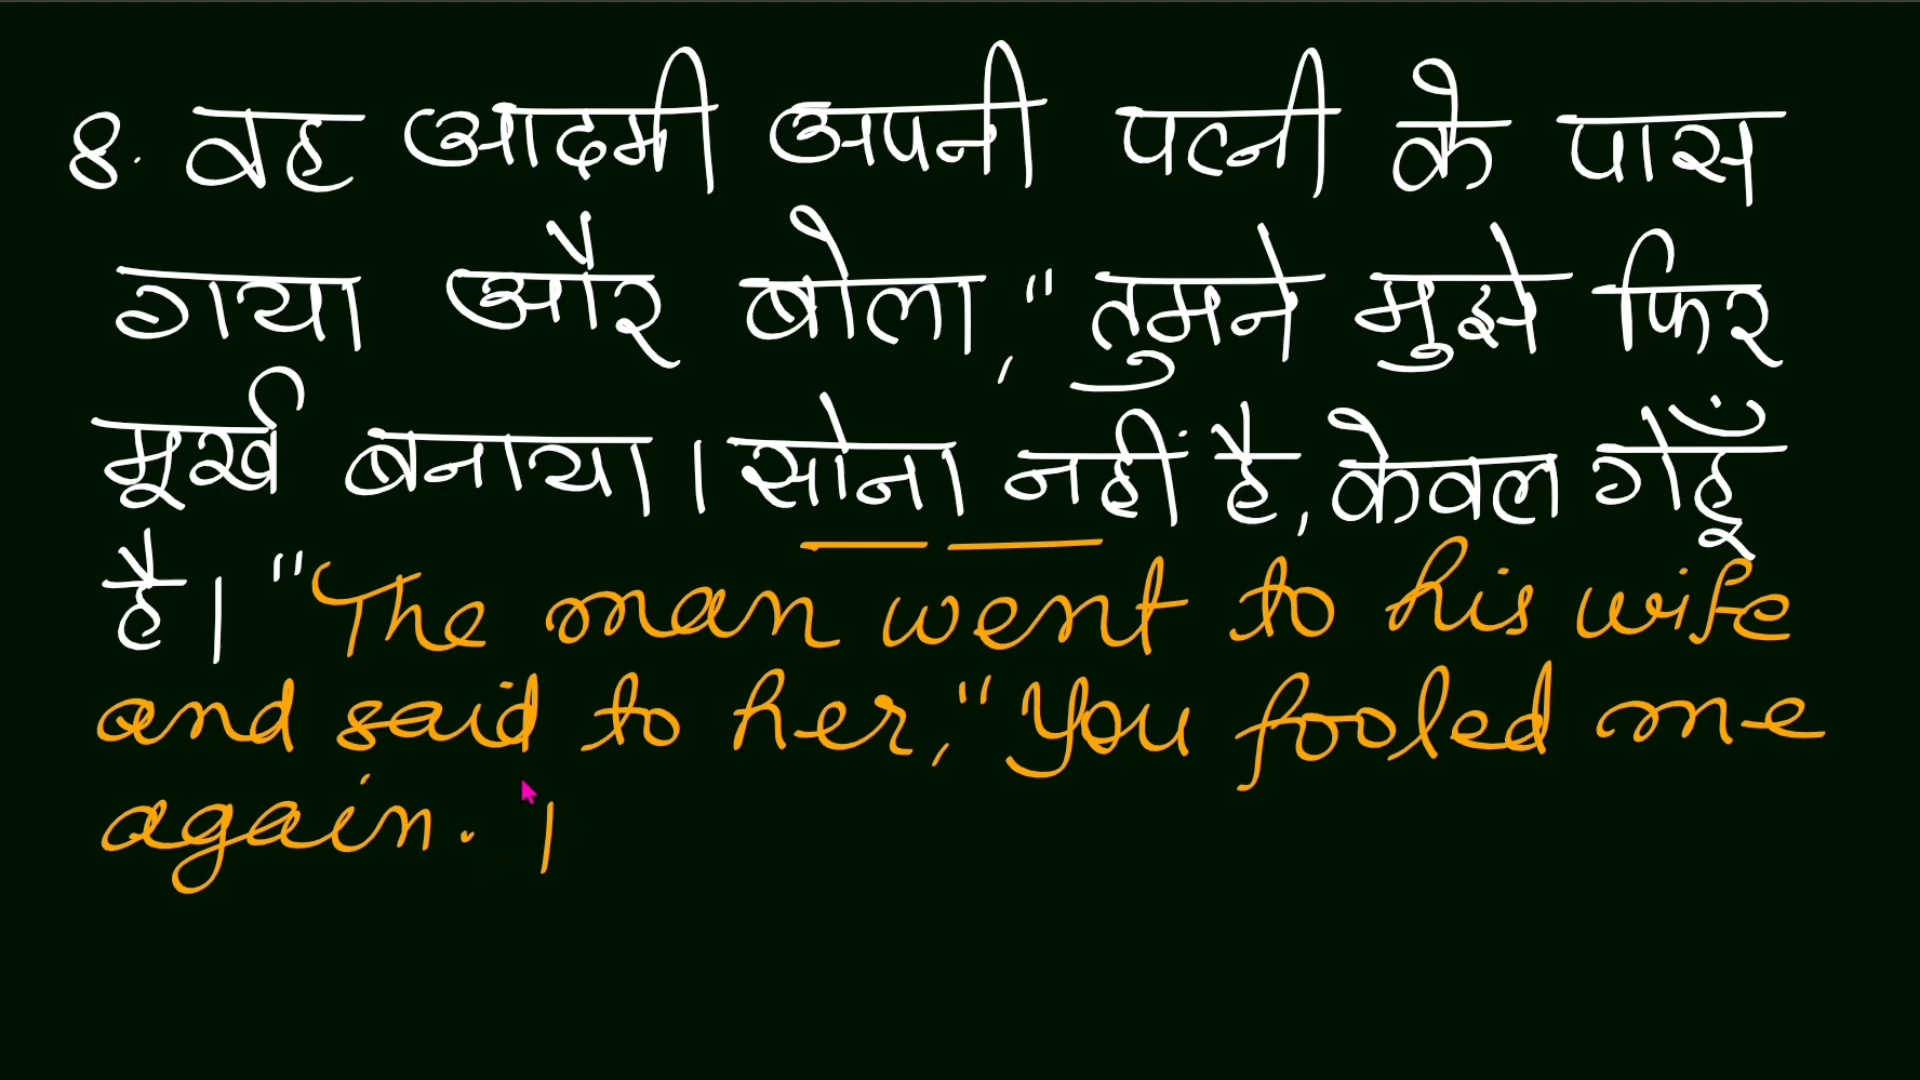 8. वह आदमी अपनी पत्नी के पास
गया और बोला, "तुमने मुझे फिर
मूर्ख बनाया। सोना नहीं है, केवल गेहूँ
है। "The man went to his wife
and said to her, "You fooled me
again.